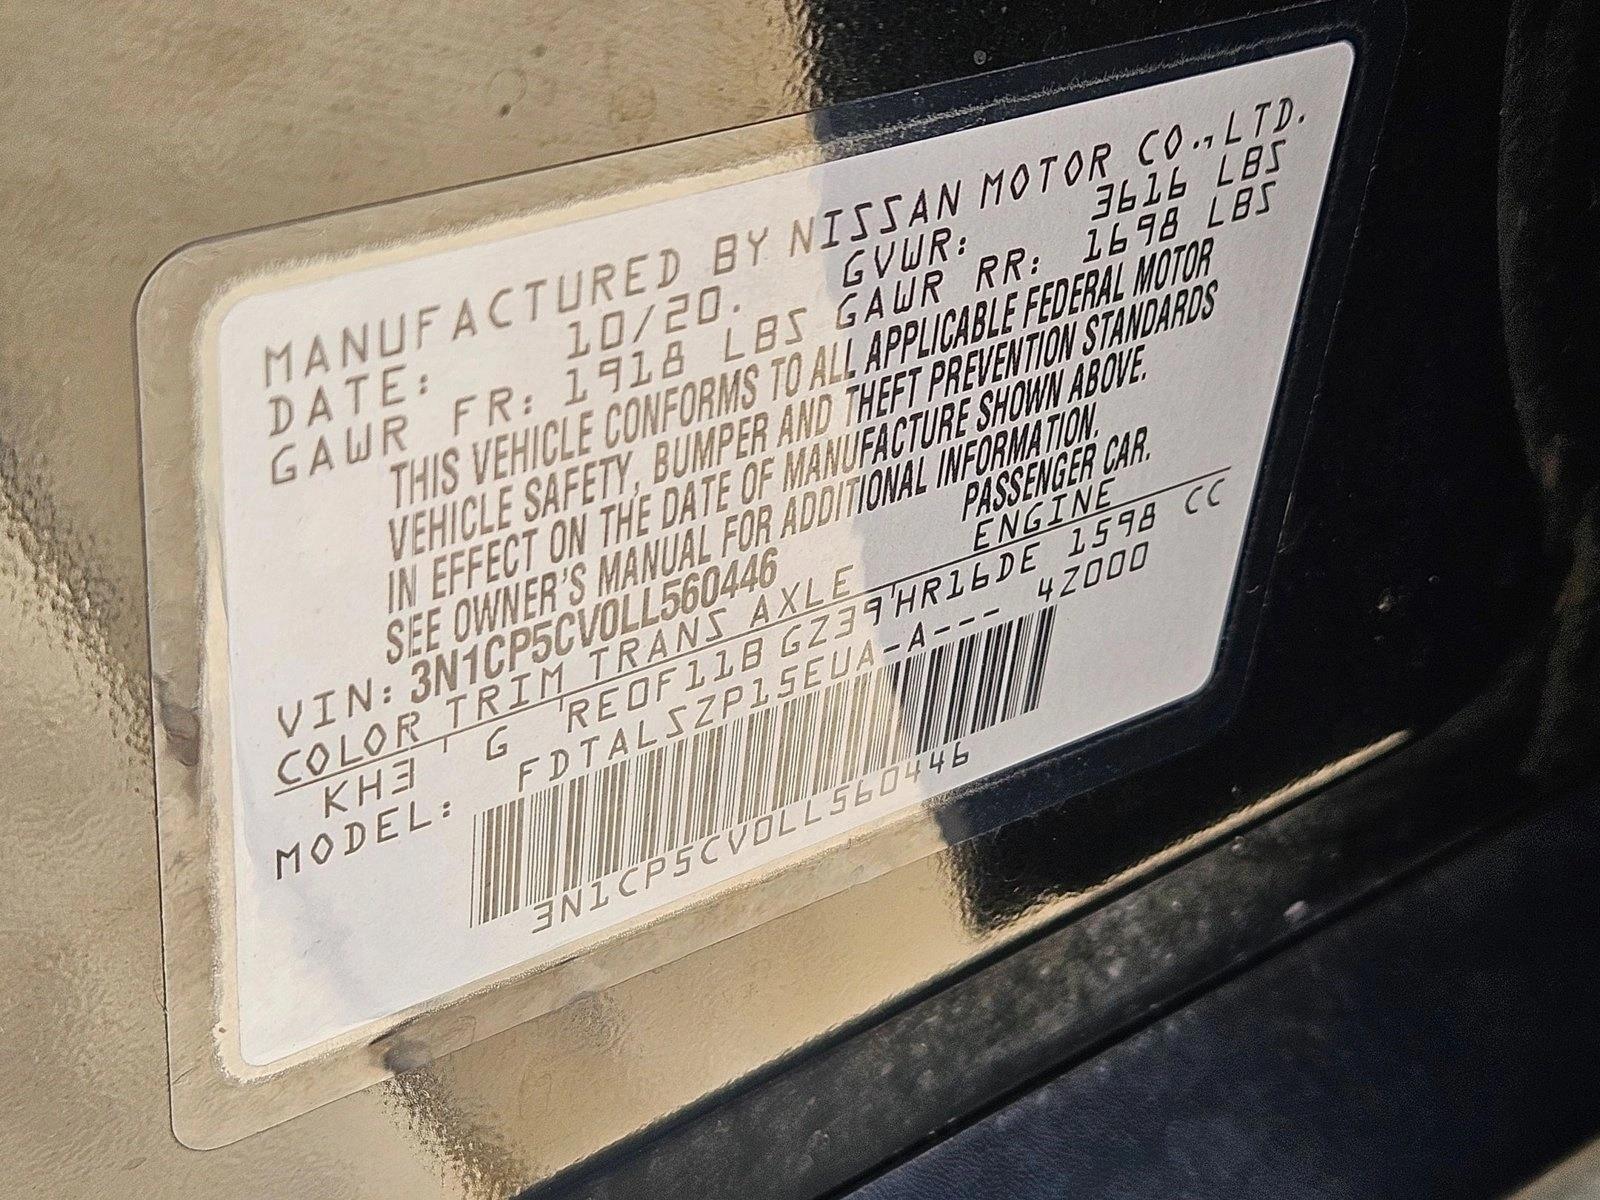 MANUFACTURED BY NISSAN MOTOR CO.,LTD.
DATE: 10/20. GVWR: 3616 LBS
GAWR FR: 1918 LBS GAWR RR: 1698 LBS
THIS VEHICLE CONFORMS TO ALL APPLICABLE FEDERAL MOTOR
VEHICLE SAFETY, BUMPER AND THEFT PREVENTION STANDARDS
IN EFFECT ON THE DATE OF MANUFACTURE SHOWN ABOVE.
SEE OWNER'S MANUAL FOR ADDITIONAL INFORMATION.
VIN: 3N1CP5CV0LL560446 PASSENGER CAR.
COLOR TRIM TRANS AXLE ENGINE
KH3 G RE0F11B GZ39 HR16DE 1598 CC
MODEL: FDTALSZP15EUA-A--- 4Z000
3N1CP5CV0LL560446